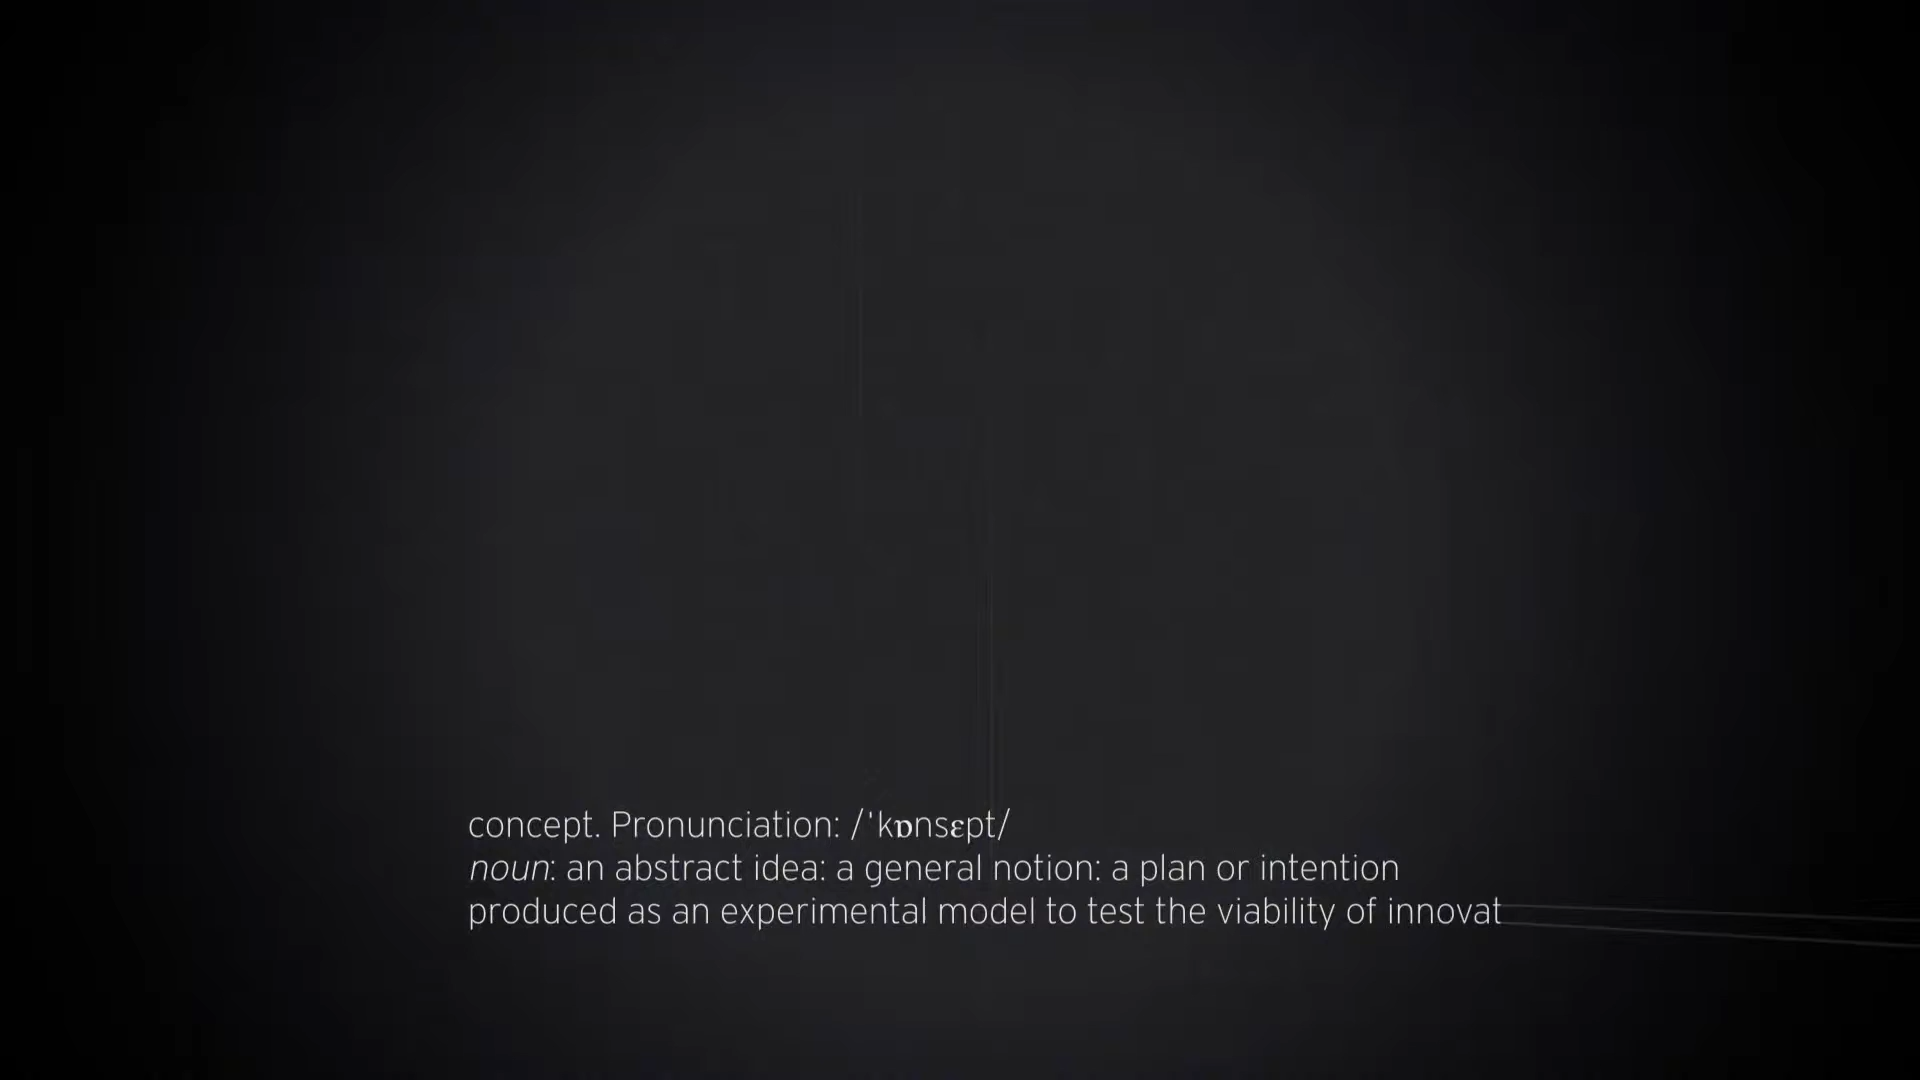 concept. Pronunciation: /ˈkɒnsɛpt/
noun: an abstract idea: a general notion: a plan or intention
produced as an experimental model to test the viability of innovat